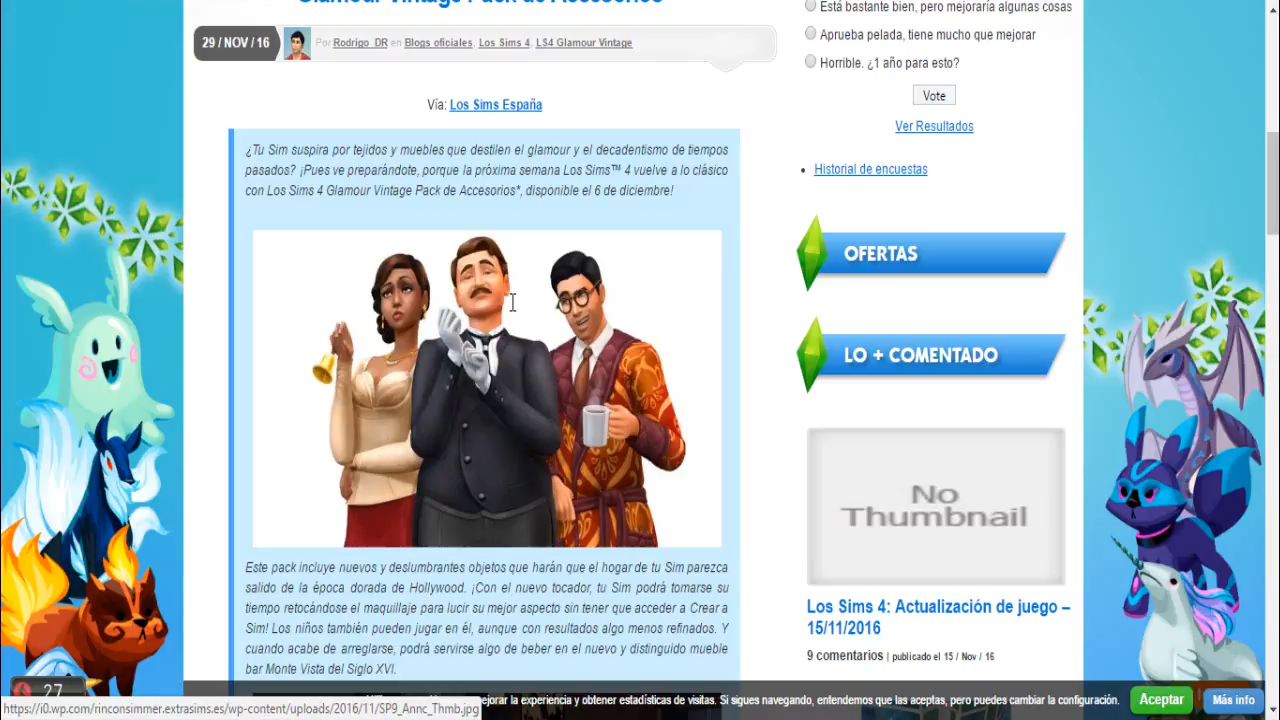 Glamour Vintage Pack de Accesorios
29 / NOV / 16
Por Rodrigo_DR en Blogs oficiales, Los Sims 4, LS4 Glamour Vintage
Vía: Los Sims España
¿Tu Sim suspira por tejidos y muebles que destilen el glamour y el decadentismo de tiempos
pasados? ¡Pues ve preparándote, porque la próxima semana Los Sims™ 4 vuelve a lo clásico
con Los Sims 4 Glamour Vintage Pack de Accesorios*, disponible el 6 de diciembre!
Este pack incluye nuevos y deslumbrantes objetos que harán que el hogar de tu Sim parezca
salido de la época dorada de Hollywood. ¡Con el nuevo tocador, tu Sim podrá tomarse su
tiempo retocándose el maquillaje para lucir su mejor aspecto sin tener que acceder a Crear a
Sim! Los niños también pueden jugar en él, aunque con resultados algo menos refinados. Y
cuando acabe de arreglarse, podrá servirse algo de beber en el nuevo y distinguido mueble
bar Monte Vista del Siglo XVI.
Está bastante bien, pero mejoraría algunas cosas
Aprueba pelada, tiene mucho que mejorar
Horrible. ¿1 año para esto?
Vote
Ver Resultados
Historial de encuestas
OFERTAS
LO + COMENTADO
No
Thumbnail
Los Sims 4: Actualización de juego –
15/11/2016
9 comentarios | publicado el 15 / Nov / 16
27
mejorar la experiencia y obtener estadísticas de visitas. Si sigues navegando, entendemos que las aceptas, pero puedes cambiar la configuración.
Aceptar
Más info
https://i0.wp.com/rinconsimmer.extrasims.es/wp-content/uploads/2016/11/SP9_Annc_Thmb.jpg